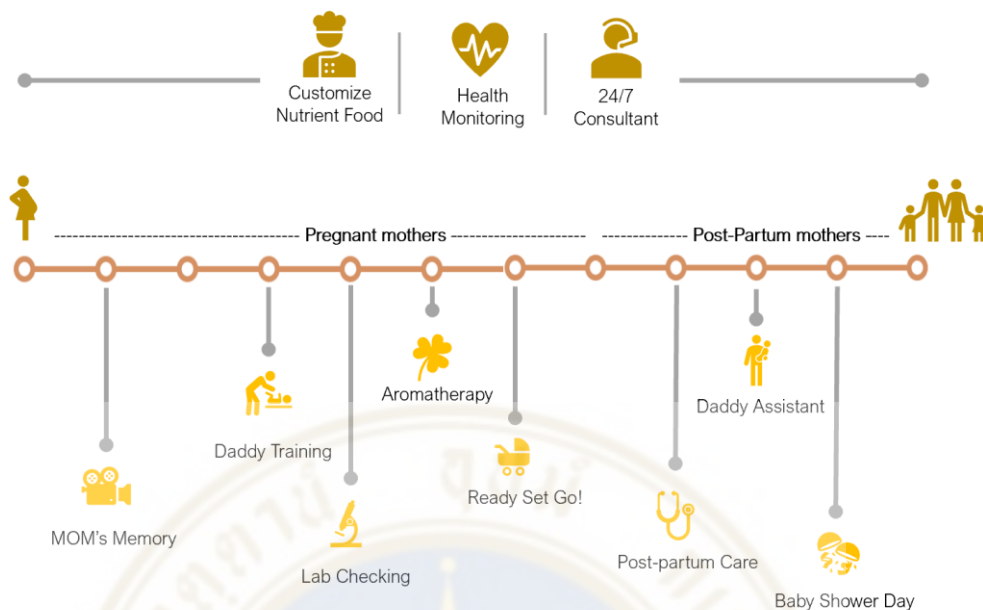 Customize
Nutrient Food
Health
Monitoring
24/7
Consultant
Pregnant mothers
Post-Partum mothers
Aromatherapy
Daddy Assistant
Daddy Training
Ready Set Go!
MOM's Memory
Post-partum Care
Lab Checking
Baby Shower Day